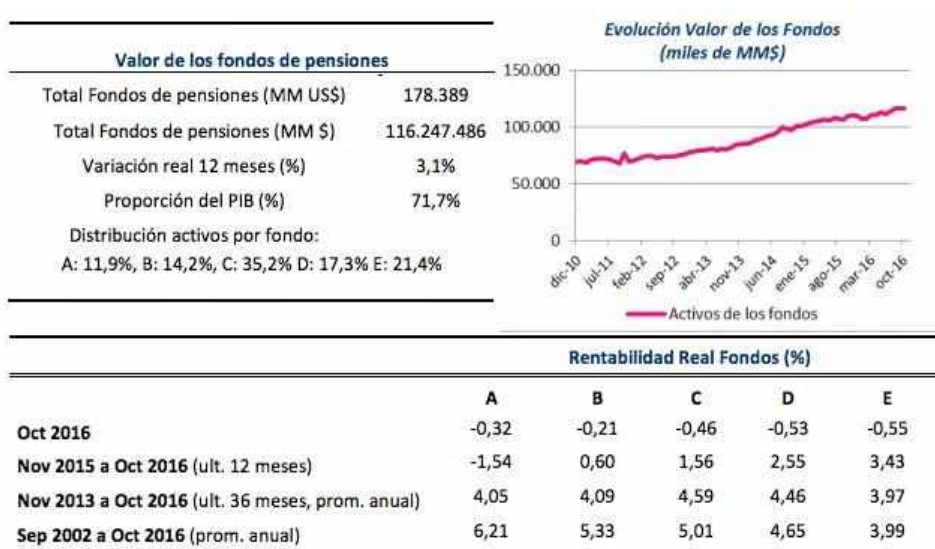 Valor de los fondos de pensiones
Total Fondos de pensiones (MM US$) 178.389
Total Fondos de pensiones (MM $) 116.247.486
Variación real 12 meses (%) 3,1%
Proporción del PIB (%) 71,7%
Distribución activos por fondo:
A: 11,9%, B: 14,2%, C: 35,2% D: 17,3% E: 21,4%
Evolución Valor de los Fondos
(miles de MM$)
150.000
100.000
50.000
0
dic-10 jul-11 feb-12 sep-12 abr-13 nov-13 jun-14 ene-15 ago-15 mar-16 oct-16
Activos de los fondos
Rentabilidad Real Fondos (%)
A B C D E
Oct 2016 -0,32 -0,21 -0,46 -0,53 -0,55
Nov 2015 a Oct 2016 (ult. 12 meses) -1,54 0,60 1,56 2,55 3,43
Nov 2013 a Oct 2016 (ult. 36 meses, prom. anual) 4,05 4,09 4,59 4,46 3,97
Sep 2002 a Oct 2016 (prom. anual) 6,21 5,33 5,01 4,65 3,99